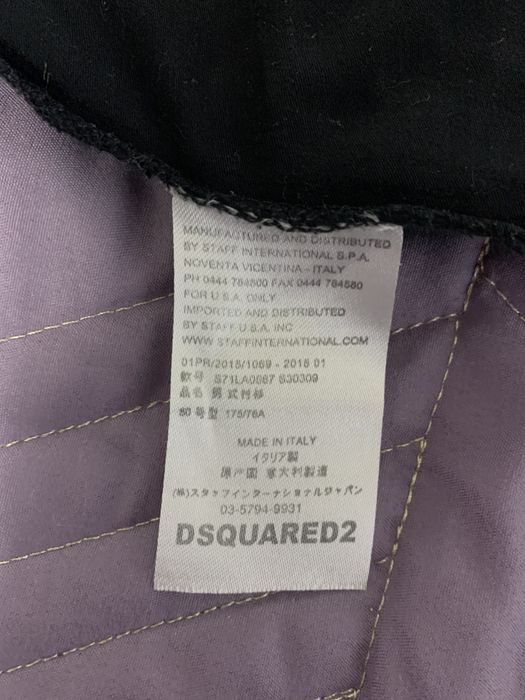 MANUFACTURED AND DISTRIBUTED
BY STAFF INTERNATIONAL S.P.A.
NOVENTA VICENTINA - ITALY
PH 0444 784500 FAX 0444 784580
FOR U.S.A. ONLY
IMPORTED AND DISTRIBUTED
BY STAFF U.S.A. INC
WWW.STAFFINTERNATIONAL.COM
01PR/2015/1069 - 2015 01
款号 S71LA0087 S30309
品名 男式衬衫
50 号型 175/76A
MADE IN ITALY
イタリア製
原产国 意大利製造
(株)スタッフインターナショナルジャパン
03-5794-9931
DSQUARED2